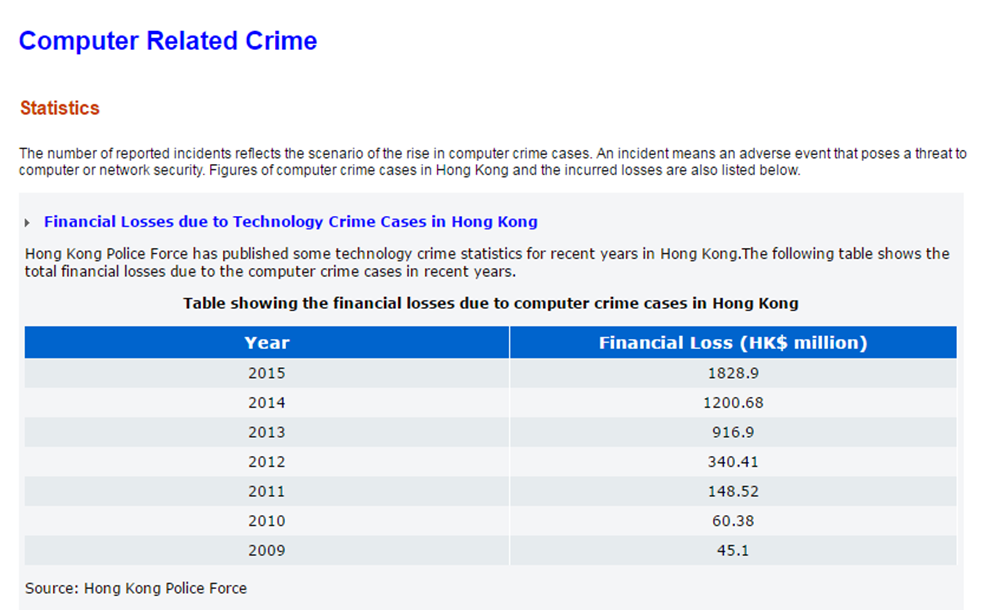 Computer Related Crime
Statistics
The number of reported incidents reflects the scenario of the rise in computer crime cases. An incident means an adverse event that poses a threat to
computer or network security. Figures of computer crime cases in Hong Kong and the incurred losses are also listed below.
Financial Losses due to Technology Crime Cases in Hong Kong
Hong Kong Police Force has published some technology crime statistics for recent years in Hong Kong.The following table shows the
total financial losses due to the computer crime cases in recent years.
Table showing the financial losses due to computer crime cases in Hong Kong
Year Financial Loss (HK$ million)
2015 1828.9
2014 1200.68
2013 916.9
2012 340.41
2011 148.52
2010 60.38
2009 45.1
Source: Hong Kong Police Force